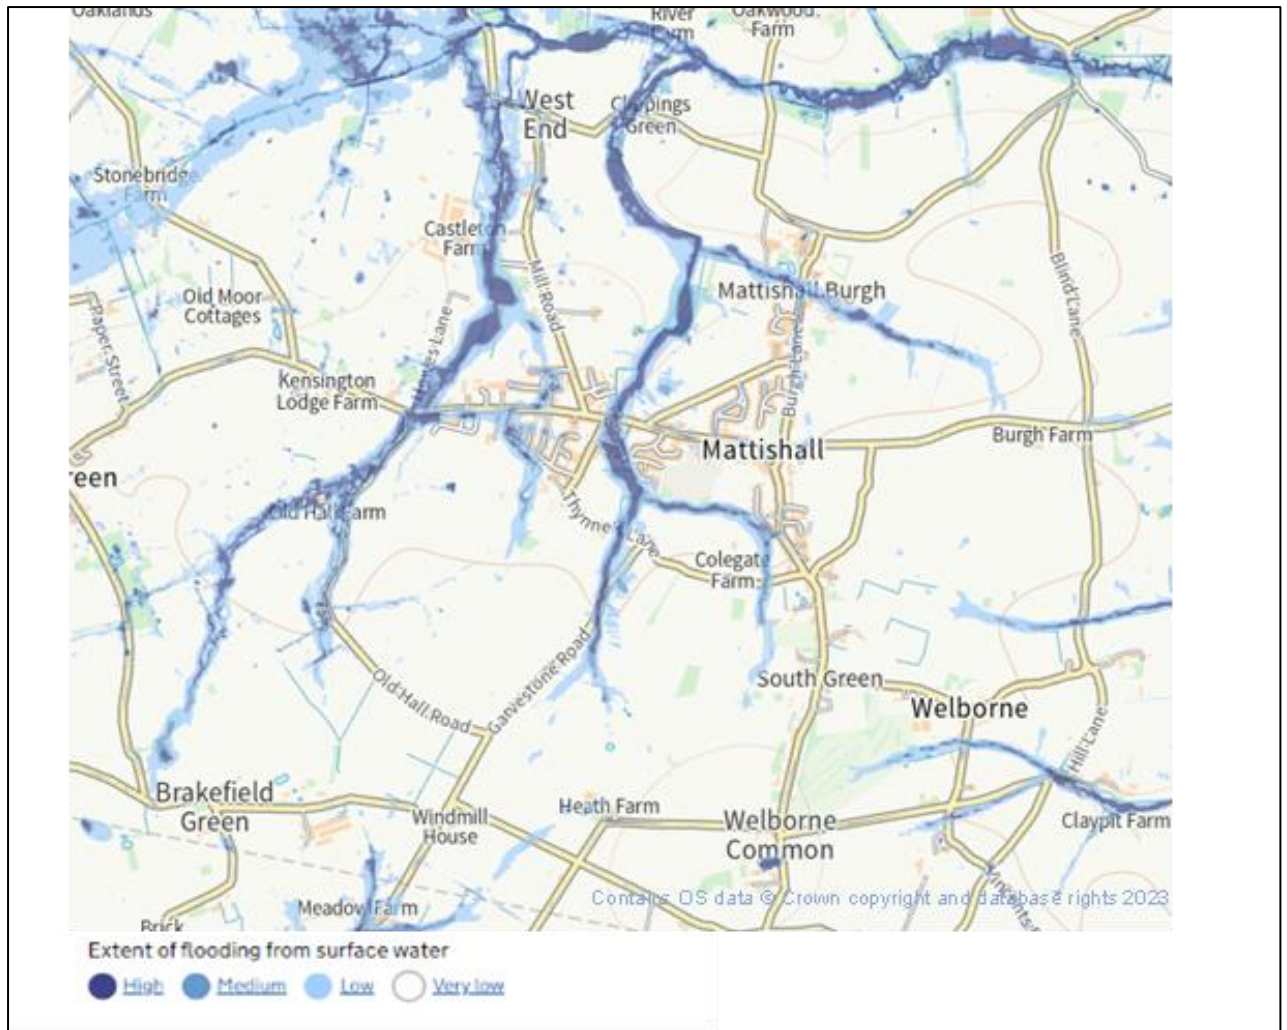 Oaklands
River
Farm
Oakwood
Farm
West
End
Clippings
Green
Stonebridge
Farm
Castleton
Farm
Mill Road
Mattishall Burgh
Blind Lane
Old Moor
Cottages
Paper Street
Howes Lane
Kensington
Lodge Farm
Burgh Lane
Burgh Farm
Mattishall
reen
Old Hall Farm
Thynne's Lane
Colegate
Farm
South Green
Welborne
Old Hall Road
Garvestone Road
Hill Lane
Brakefield
Green
Windmill
House
Heath Farm
Welborne
Common
Claypit Farm
Meadow Farm
Brick
Contains OS data © Crown copyright and database rights 2023
Extent of flooding from surface water
High Medium Low Very low